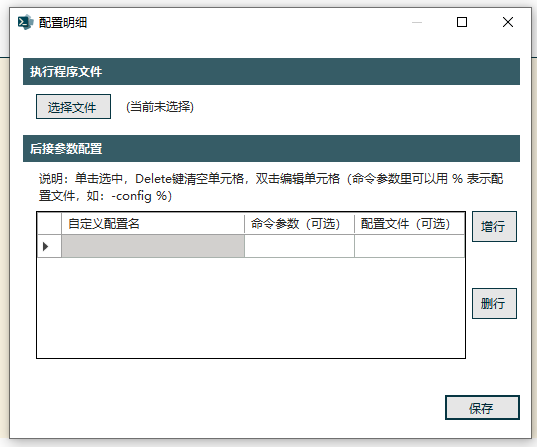 配置明细
执行程序文件
选择文件 (当前未选择)
后接参数配置
说明：单击选中，Delete键清空单元格，双击编辑单元格（命令参数里可以用 % 表示配
置文件，如：-config %）
自定义配置名 命令参数（可选） 配置文件（可选）
增行
删行
保存